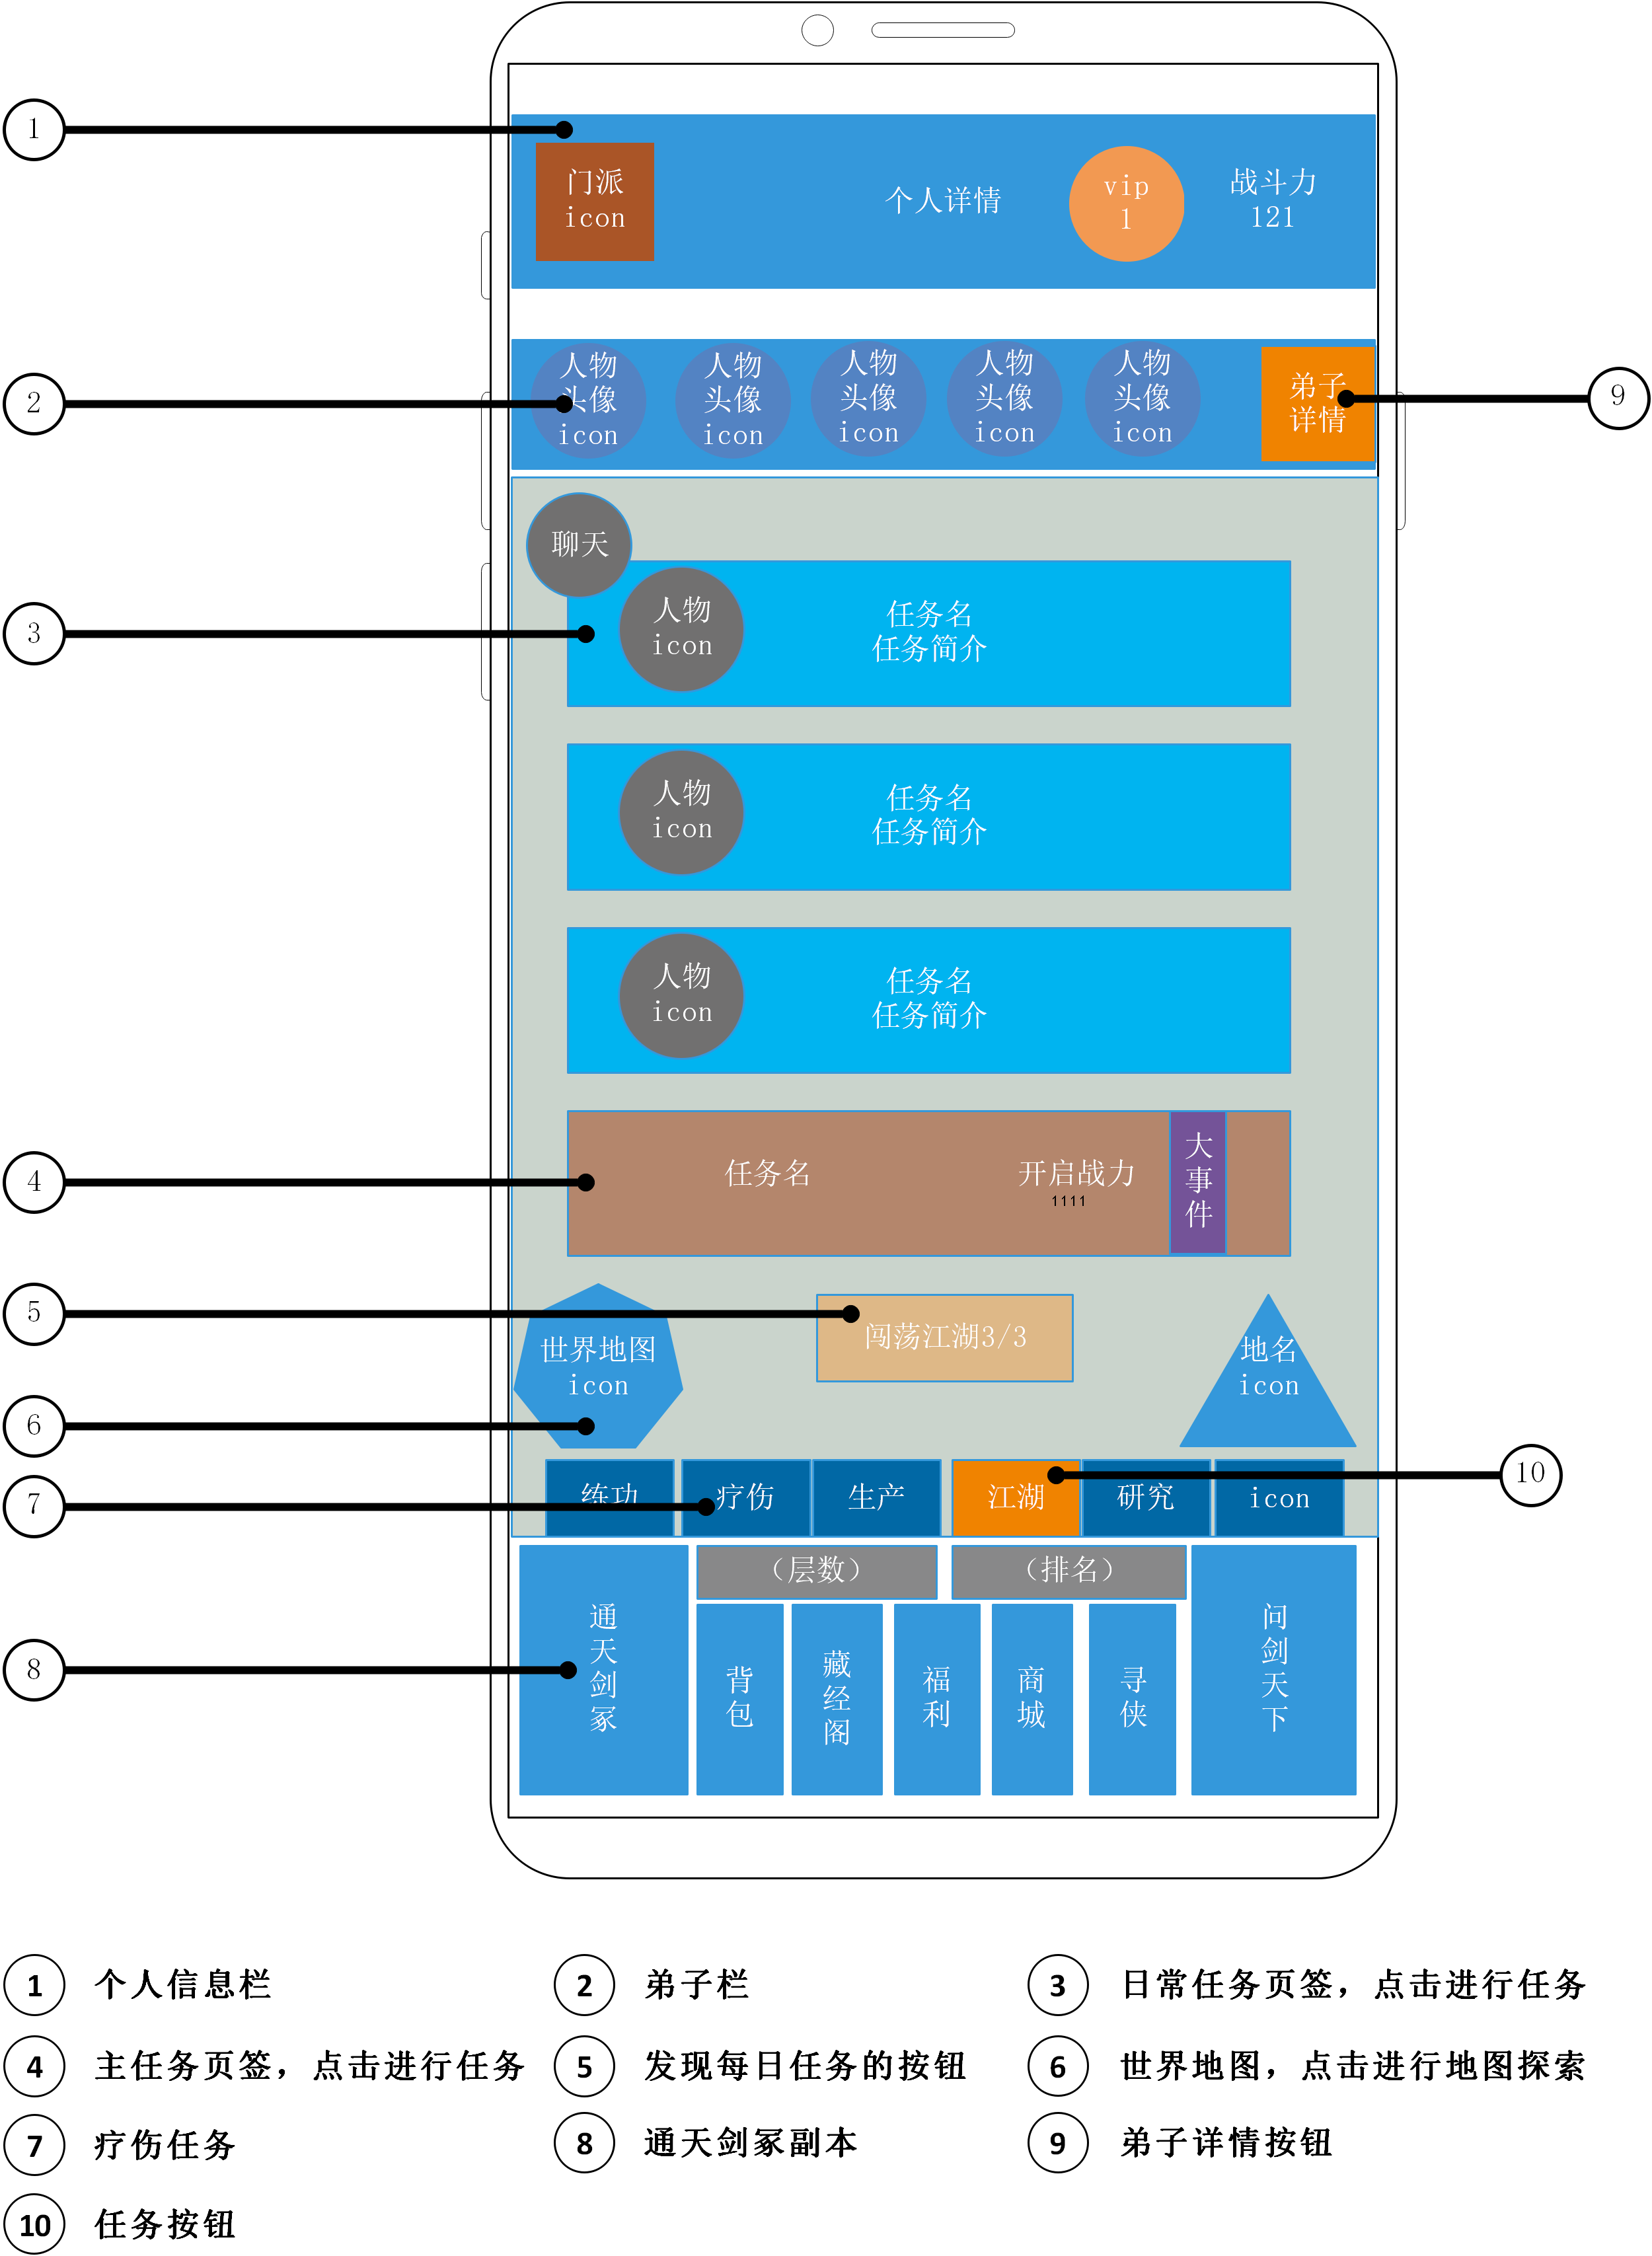 1
门派
icon
个人详情
vip
1
战斗力
121
2
人物
头像
icon
人物
头像
icon
人物
头像
icon
人物
头像
icon
人物
头像
icon
弟子
详情
9
聊天
3
人物
icon
任务名
任务简介
人物
icon
任务名
任务简介
人物
icon
任务名
任务简介
4
任务名
开启战力
1111
大事件
5
世界地图
icon
闯荡江湖3/3
地名
icon
6
7
练功
疗伤
生产
江湖
研究
icon
10
8
通天剑冢
（层数）
（排名）
背包
藏经阁
福利
商城
寻侠
问剑天下
1 个人信息栏
2 弟子栏
3 日常任务页签，点击进行任务
4 主任务页签，点击进行任务
5 发现每日任务的按钮
6 世界地图，点击进行地图探索
7 疗伤任务
8 通天剑冢副本
9 弟子详情按钮
10 任务按钮